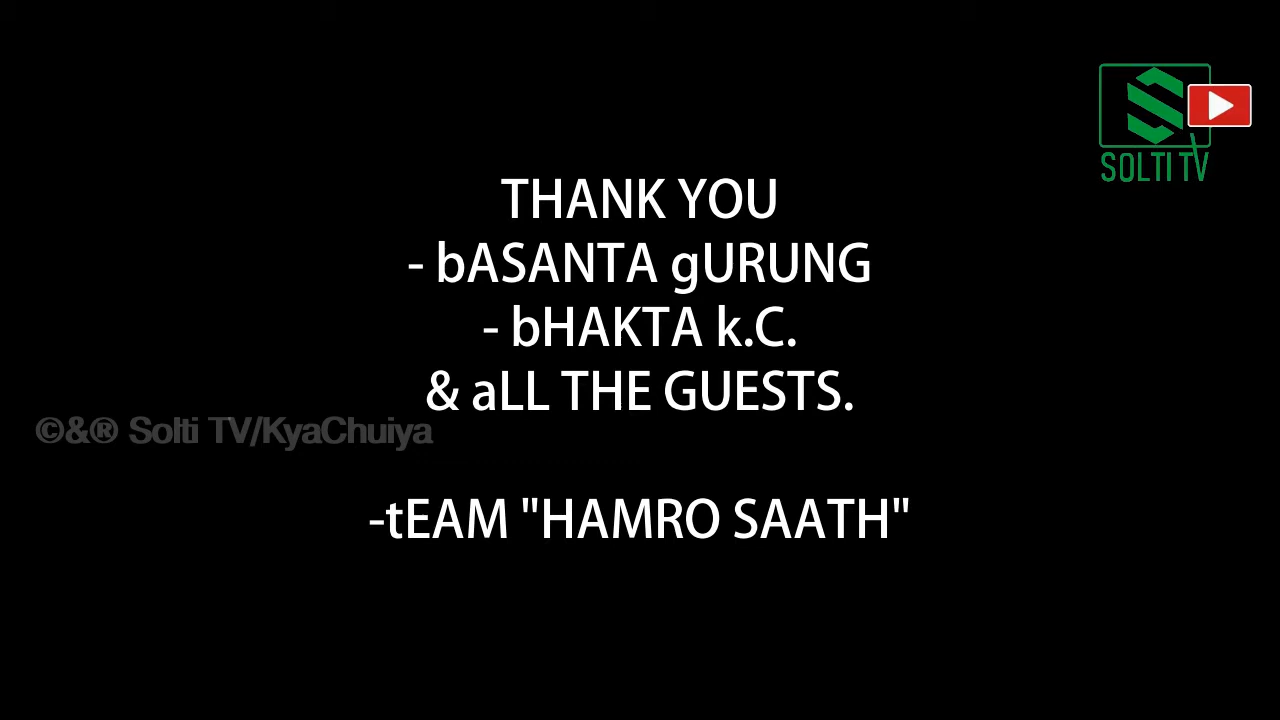 SOLTI TV
THANK YOU
- bASANTA gURUNG
- bHAKTA k.C.
& aLL THE GUESTS.
©&® Solti TV/KyaChuiya
-tEAM "HAMRO SAATH"